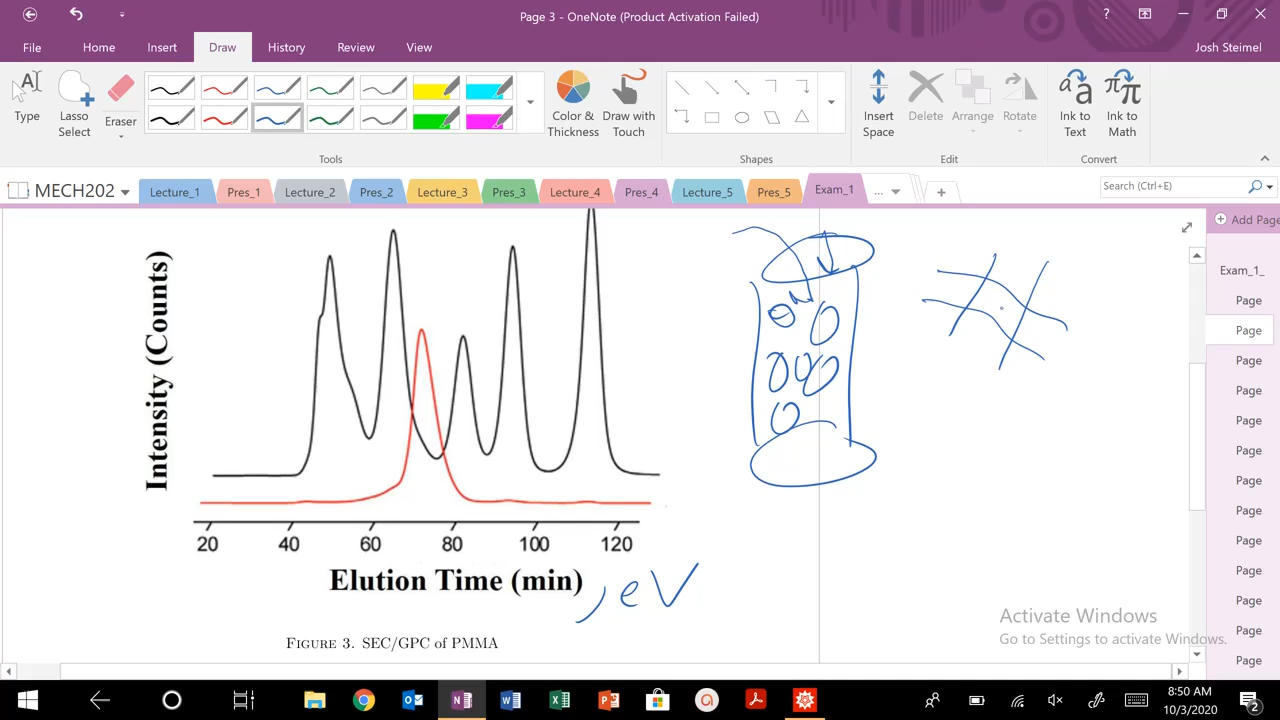 Page 3 - OneNote (Product Activation Failed)
?
File Home Insert Draw History Review View
Josh Steimel
Type
Lasso Select
Eraser
Color & Thickness
Draw with Touch
Insert Space
Delete
Arrange
Rotate
Ink to Text
Ink to Math
Tools
Shapes
Edit
Convert
MECH202
Lecture_1 Pres_1 Lecture_2 Pres_2 Lecture_3 Pres_3 Lecture_4 Pres_4 Lecture_5 Pres_5 Exam_1 ...
Search (Ctrl+E)
Add Page
Exam_1_
Page
Page
Page
Page
Page
Page
Page
Page
Page
Page
Page
Page
Page
Intensity (Counts)
20 40 60 80 100 120
Elution Time (min) , eV
Figure 3. SEC/GPC of PMMA
Activate Windows
Go to Settings to activate Windows.
8:50 AM
10/3/2020
2